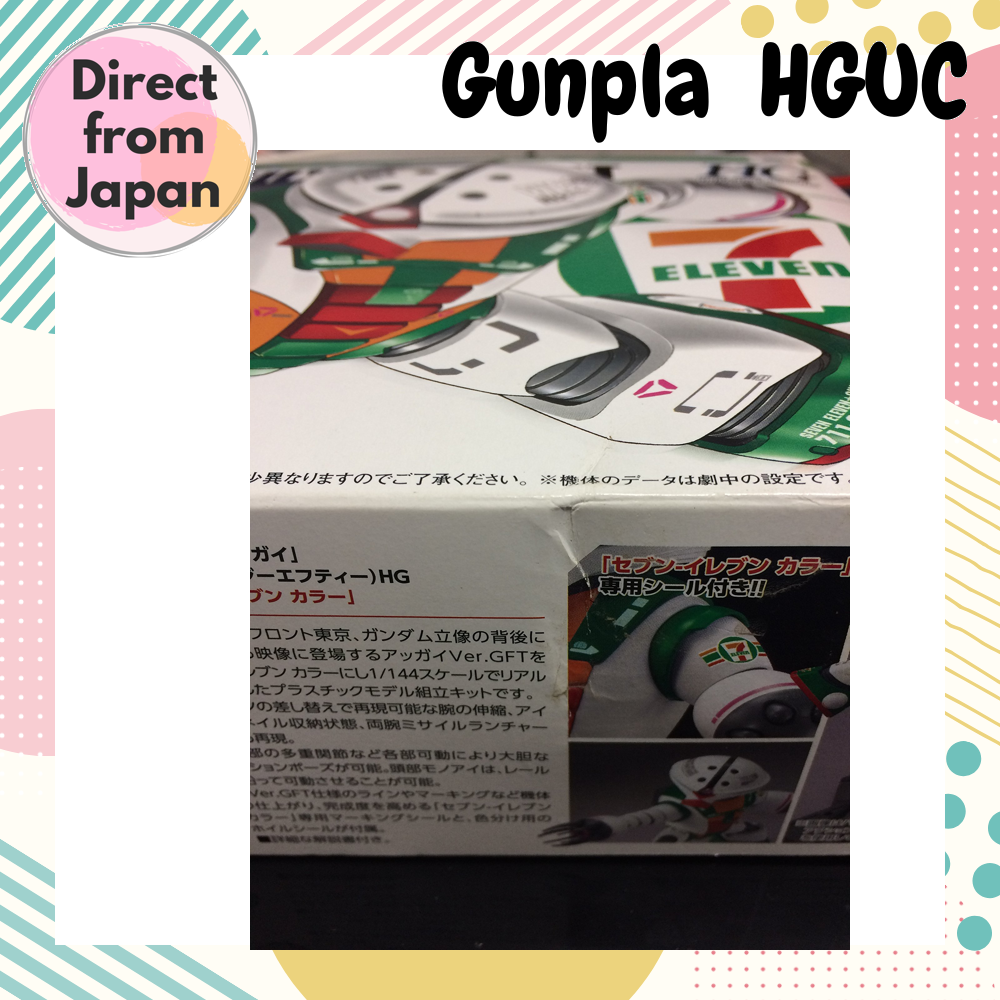 Direct
from
Japan
Gunpla HGUC
HG
ELEVEN
SEVEN ELEVEN
少異なりますのでご了承ください。※機体のデータは劇中の設定です。
ガイ」
ジーエフティー)HG
ブン カラー」
フロント東京、ガンダム立像の背後に
映像に登場するアッガイVer.GFTを
ブン カラーにし1/144スケールでリアル
たプラスチックモデル組立キットです。
ツの差し替えで再現可能な腕の伸縮、アイ
ネイル収納状態、両腕ミサイルランチャー
再現。
部の多重関節など各部可動により大胆な
ションポーズが可能。頭部モノアイは、レール
沿って可動させることが可能。
Ver.GFT仕様のラインやマーキングなど機体
の仕上がり、完成度を高める「セブン-イレブン
カラー」専用マーキングシールと、色分け用の
ホイルシールが付属。
■詳細な解説書付き。
「セブン-イレブン カラー」
専用シール付き!!